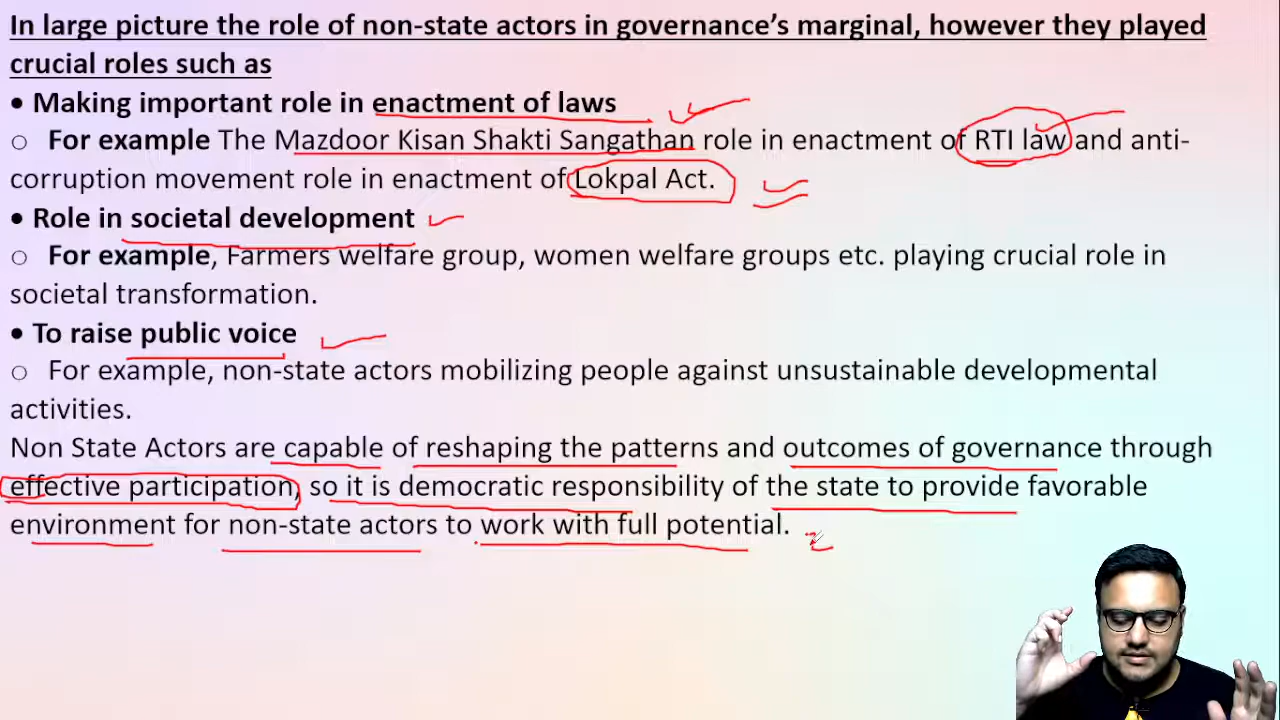 In large picture the role of non-state actors in governance’s marginal, however they played
crucial roles such as
• Making important role in enactment of laws
○ For example The Mazdoor Kisan Shakti Sangathan role in enactment of RTI law and anti-
corruption movement role in enactment of Lokpal Act.
• Role in societal development
○ For example, Farmers welfare group, women welfare groups etc. playing crucial role in
societal transformation.
• To raise public voice
○ For example, non-state actors mobilizing people against unsustainable developmental
activities.
Non State Actors are capable of reshaping the patterns and outcomes of governance through
effective participation, so it is democratic responsibility of the state to provide favorable
environment for non-state actors to work with full potential.